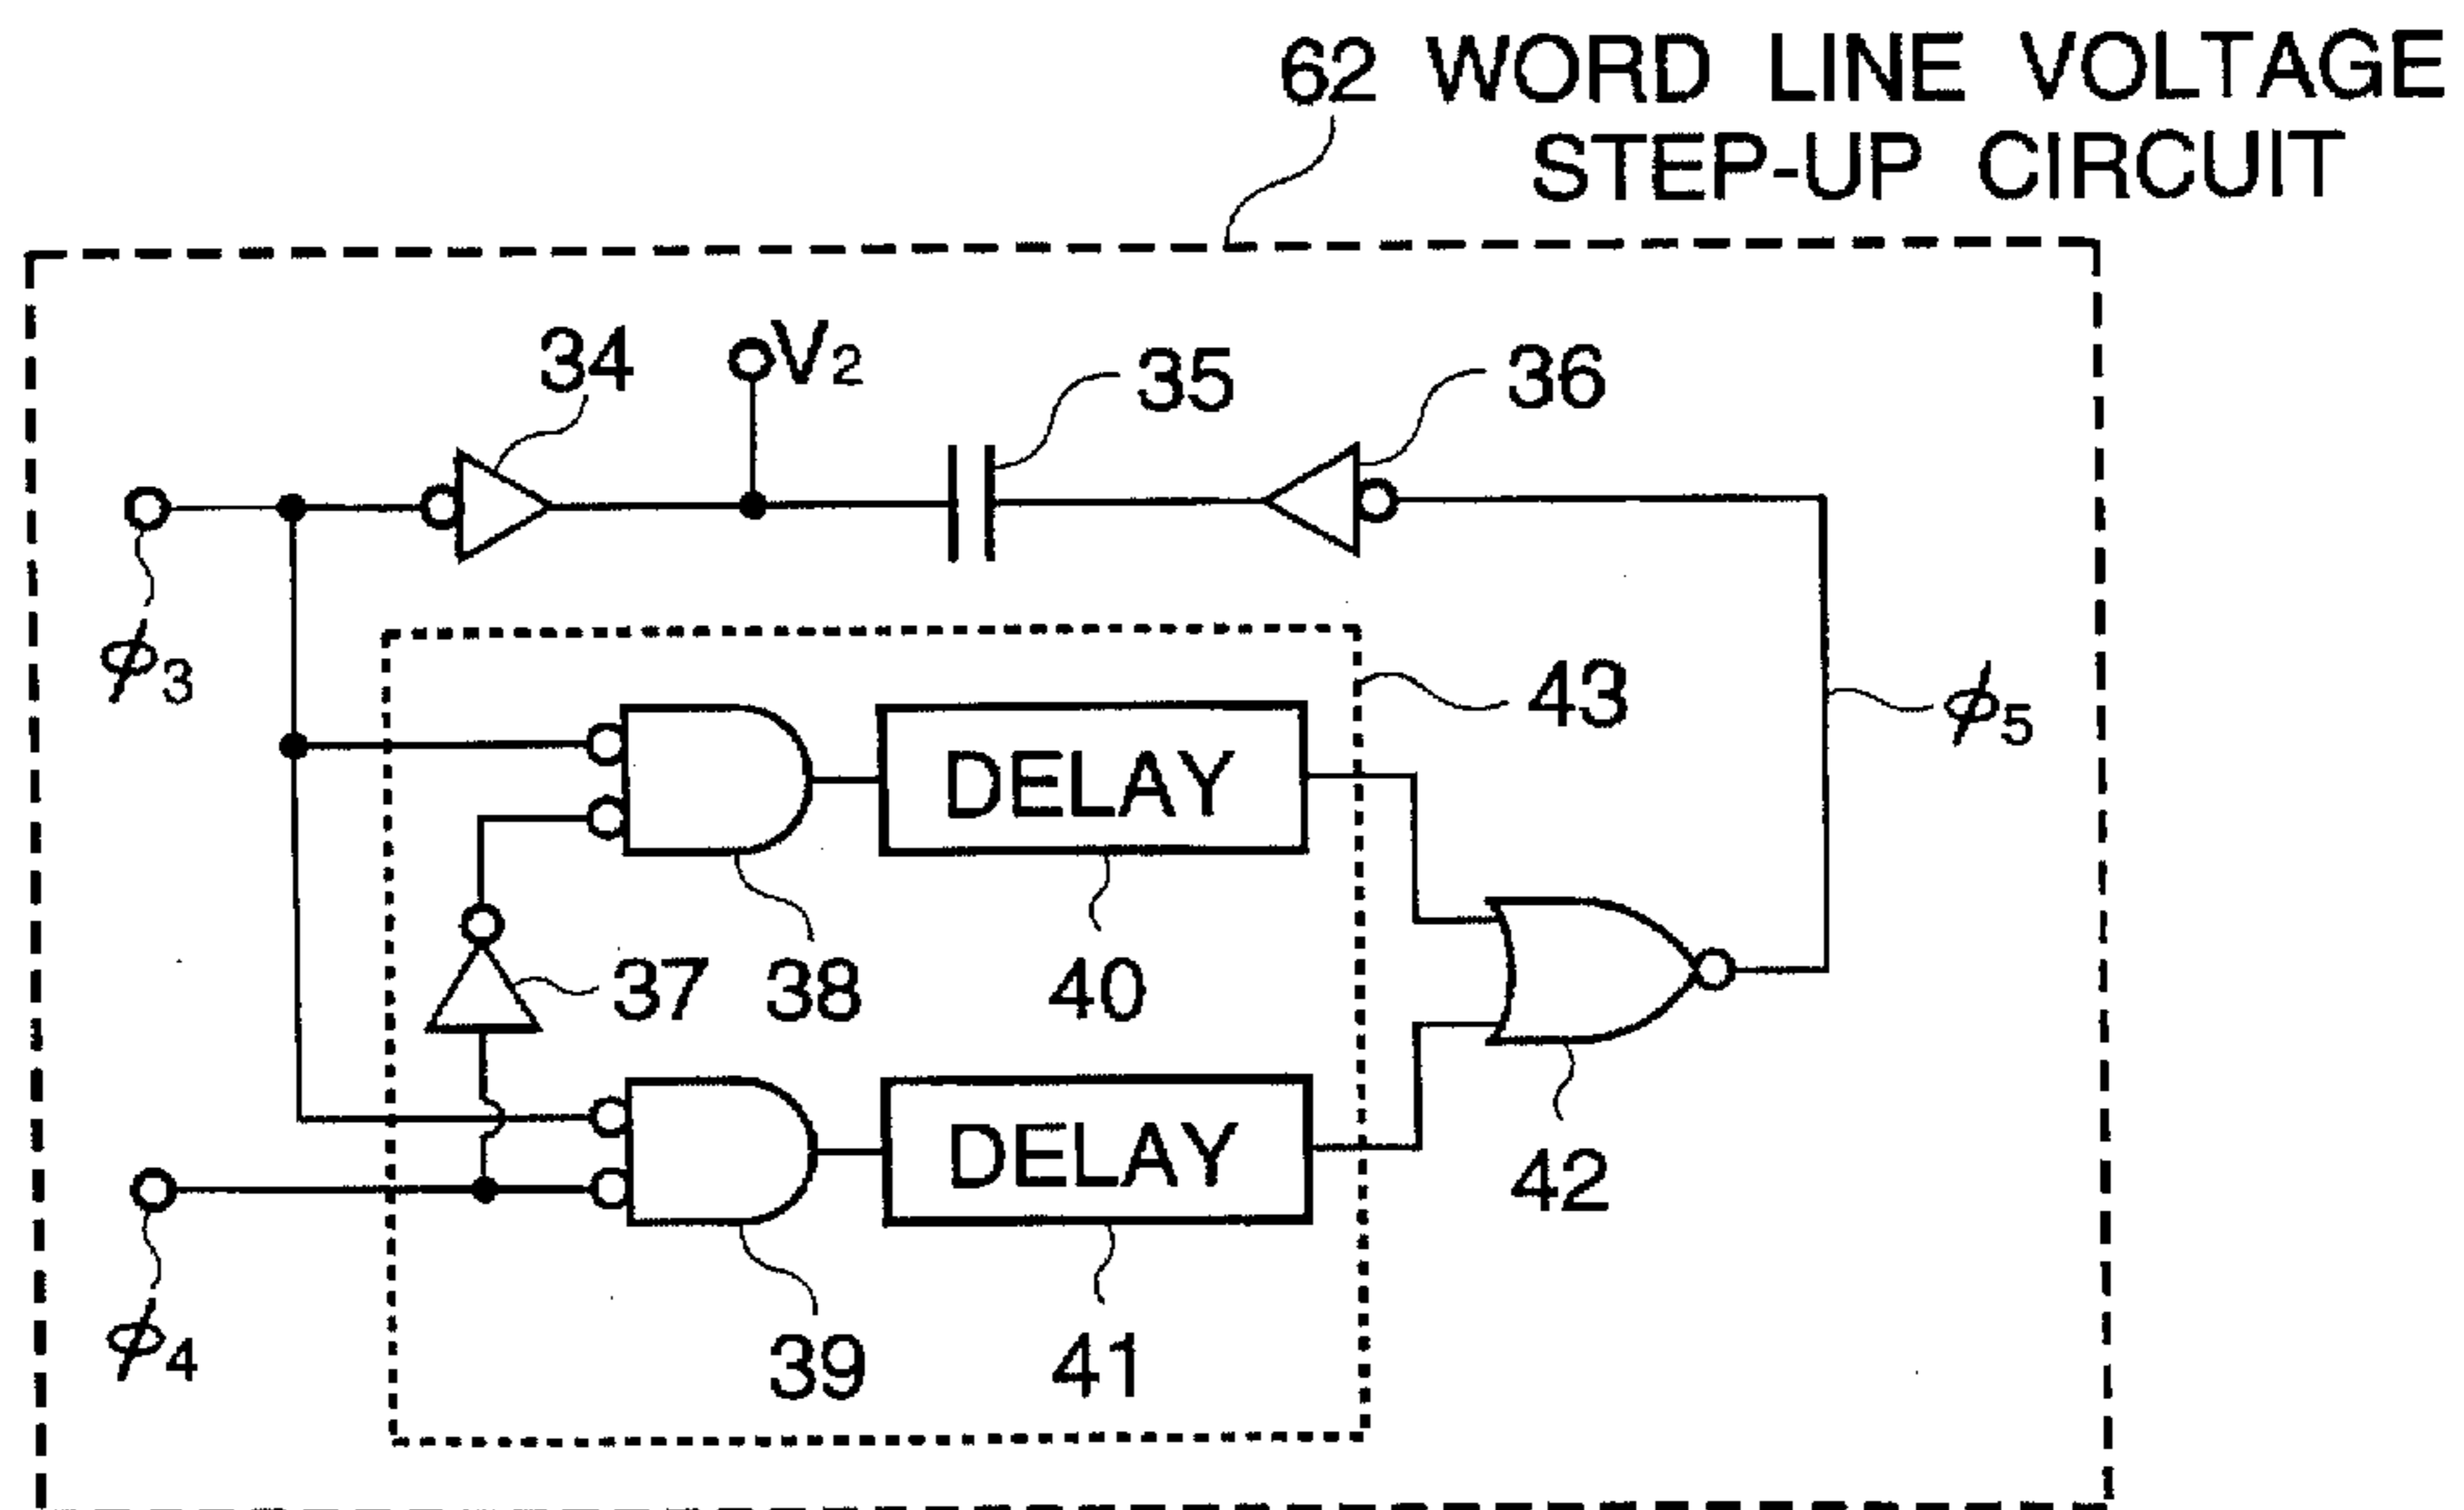 62 WORD LINE VOLTAGE
STEP-UP CIRCUIT
34
V2
35
36
ϕ3
43
ϕ5
DELAY
37
38
40
DELAY
42
ϕ4
39
41